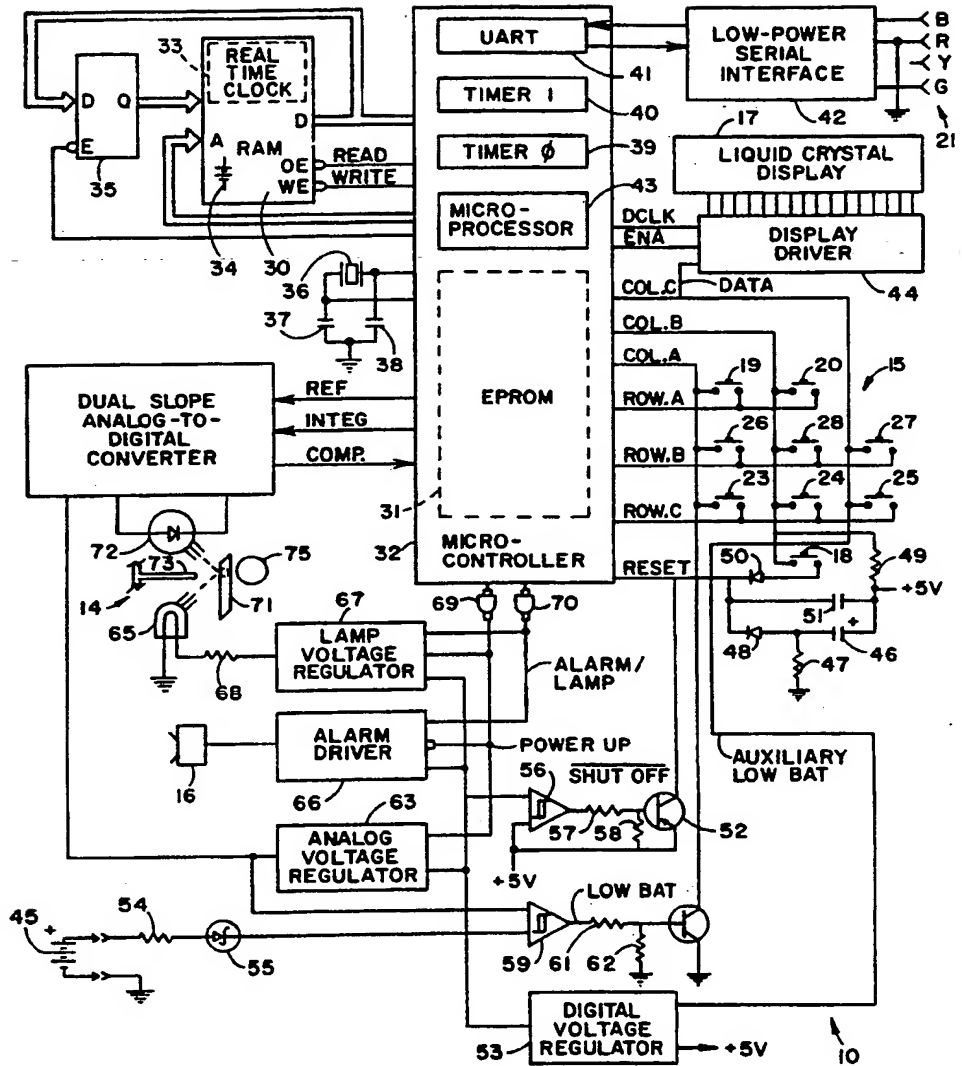 33
REAL
TIME
CLOCK
D
Q
E
35
A
RAM
D
OE
WE
READ
WRITE
34
30
UART
41
TIMER 1
40
TIMER Ø
39
43
MICRO-
PROCESSOR
LOW-POWER
SERIAL
INTERFACE
42
B
R
Y
G
21
17
LIQUID CRYSTAL
DISPLAY
DCLK
ENA
DISPLAY
DRIVER
44
COL.C
DATA
COL.B
COL.A
36
37
38
19
20
15
ROW.A
26
28
27
ROW.B
23
24
25
ROW.C
EPROM
31
32
MICRO-
CONTROLLER
DUAL SLOPE
ANALOG-TO-
DIGITAL
CONVERTER
REF
INTEG
COMP.
72
73
75
14
65
71
RESET
50
18
49
+5V
51
48
+
46
47
69
70
67
LAMP
VOLTAGE
REGULATOR
68
ALARM/
LAMP
ALARM
DRIVER
16
66
POWER UP
63
ANALOG
VOLTAGE
REGULATOR
SHUT OFF
56
57
58
52
+5V
AUXILIARY
LOW BAT
LOW BAT
59
61
62
45
+
54
55
DIGITAL
VOLTAGE
REGULATOR
53
+5V
10